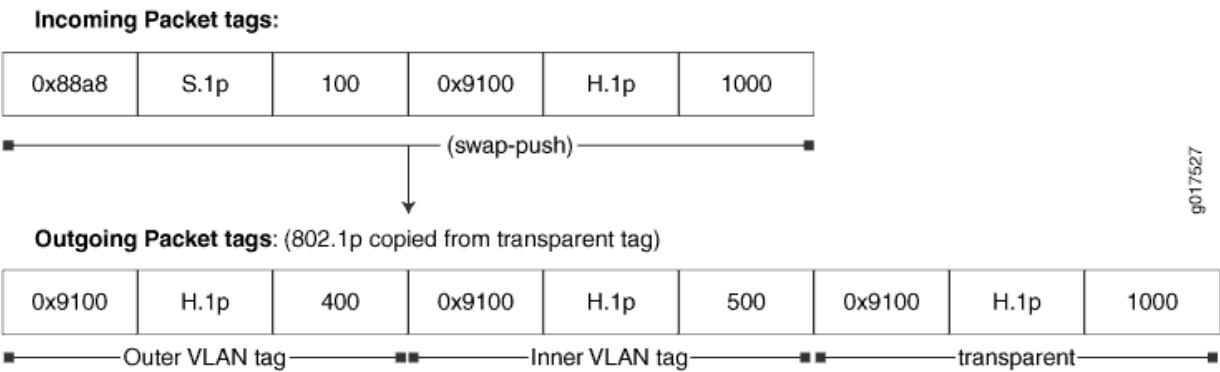 Incoming Packet tags:
0x88a8 S.1p 100 0x9100 H.1p 1000
(swap-push)
g017527
Outgoing Packet tags: (802.1p copied from transparent tag)
0x9100 H.1p 400 0x9100 H.1p 500 0x9100 H.1p 1000
Outer VLAN tag Inner VLAN tag transparent